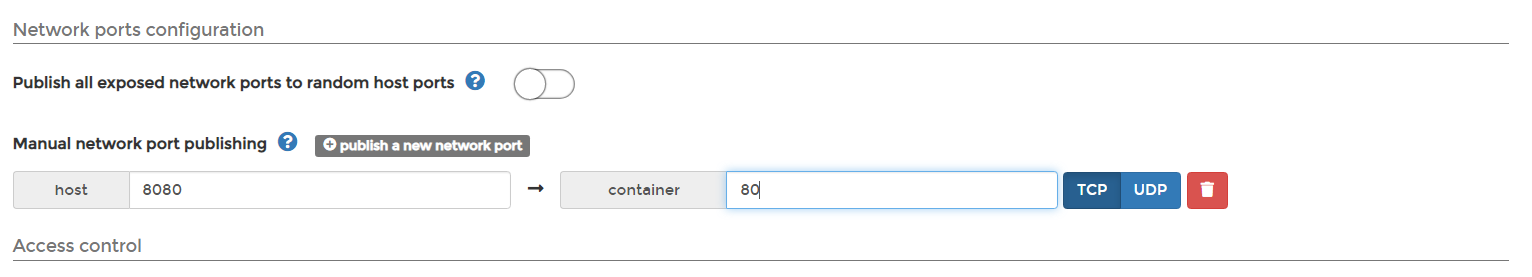 Network ports configuration
Publish all exposed network ports to random host ports ?
Manual network port publishing ? publish a new network port
host 8080 → container 80 TCP UDP
Access control